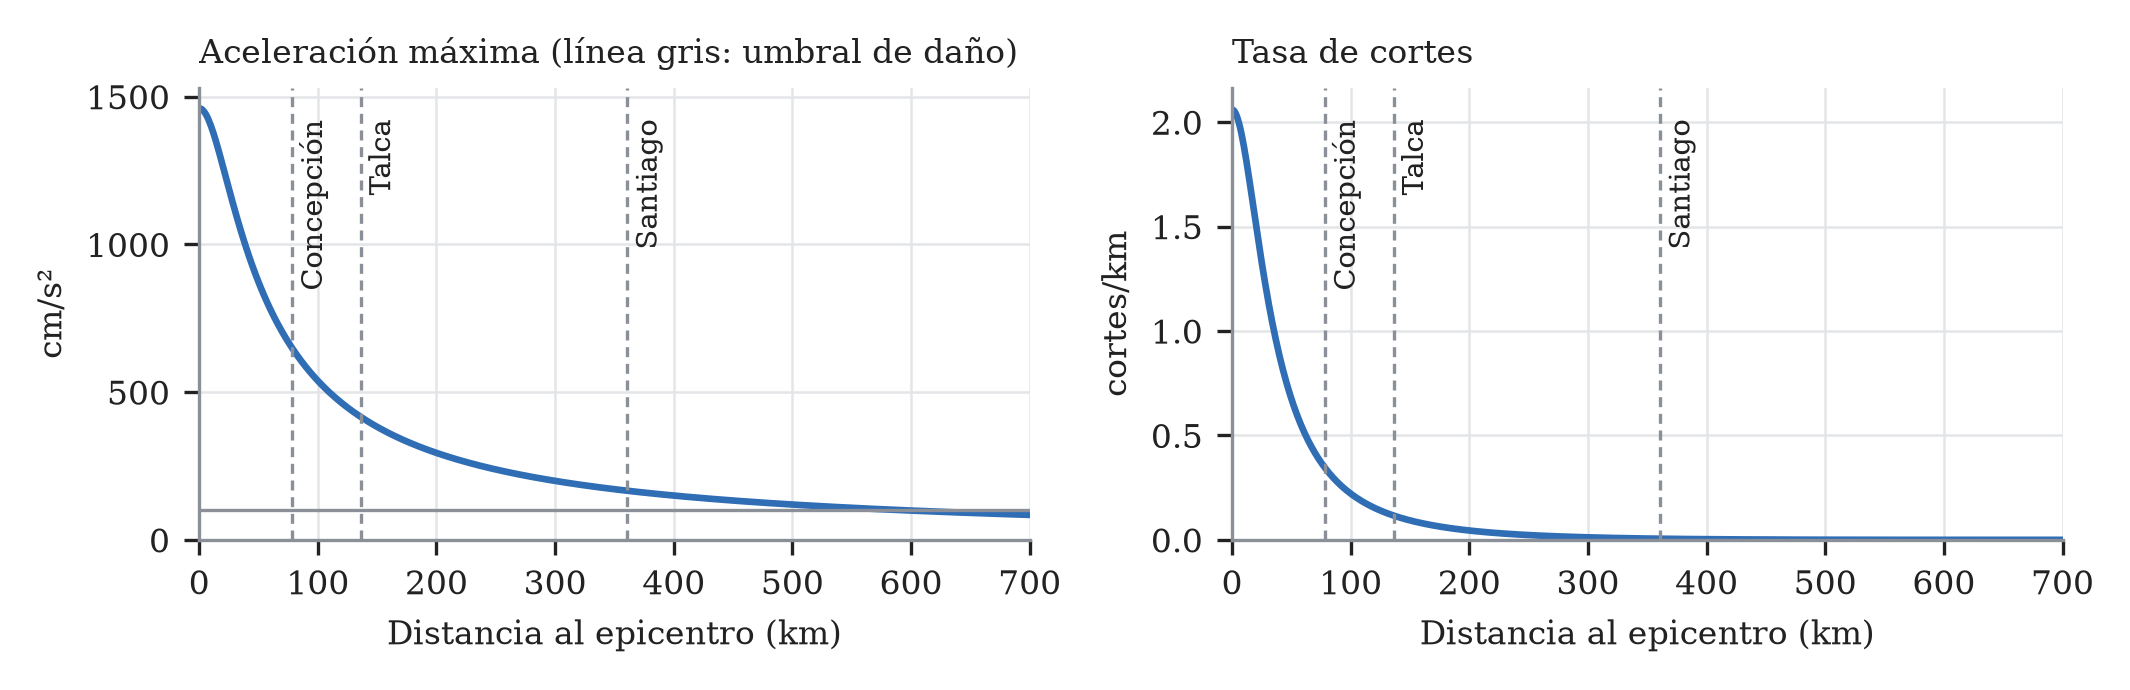 Aceleración máxima (línea gris: umbral de daño)
cm/s²
1500
1000
500
0
Concepción
Talca
Santiago
0 100 200 300 400 500 600 700
Distancia al epicentro (km)
Tasa de cortes
cortes/km
2.0
1.5
1.0
0.5
0.0
Concepción
Talca
Santiago
0 100 200 300 400 500 600 700
Distancia al epicentro (km)